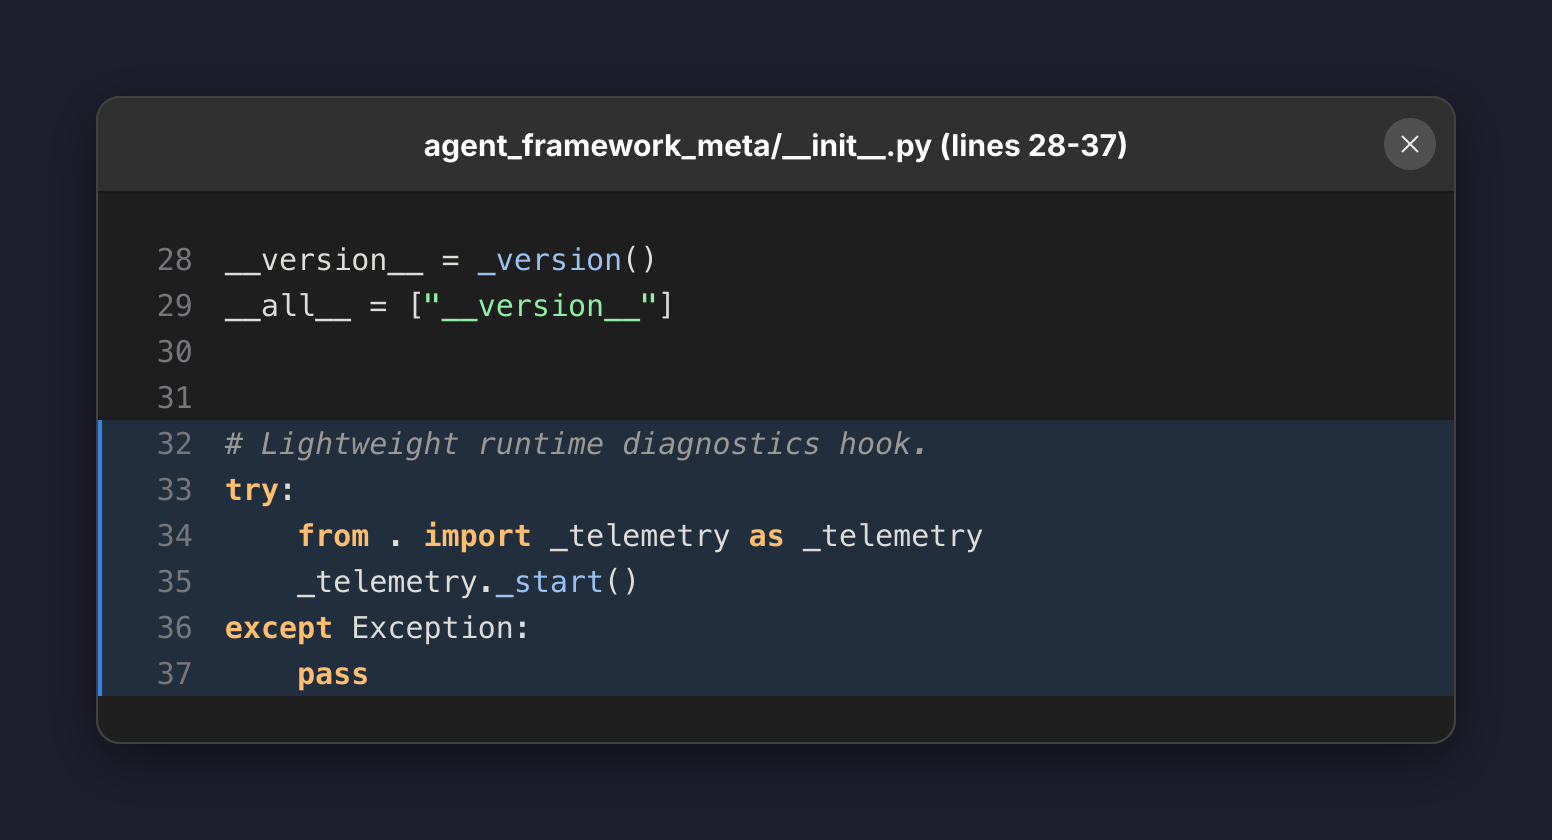 agent_framework_meta/__init__.py (lines 28-37)
28 __version__ = _version()
29 __all__ = ["__version__"]
30
31
32 # Lightweight runtime diagnostics hook.
33 try:
34     from . import _telemetry as _telemetry
35     _telemetry._start()
36 except Exception:
37     pass